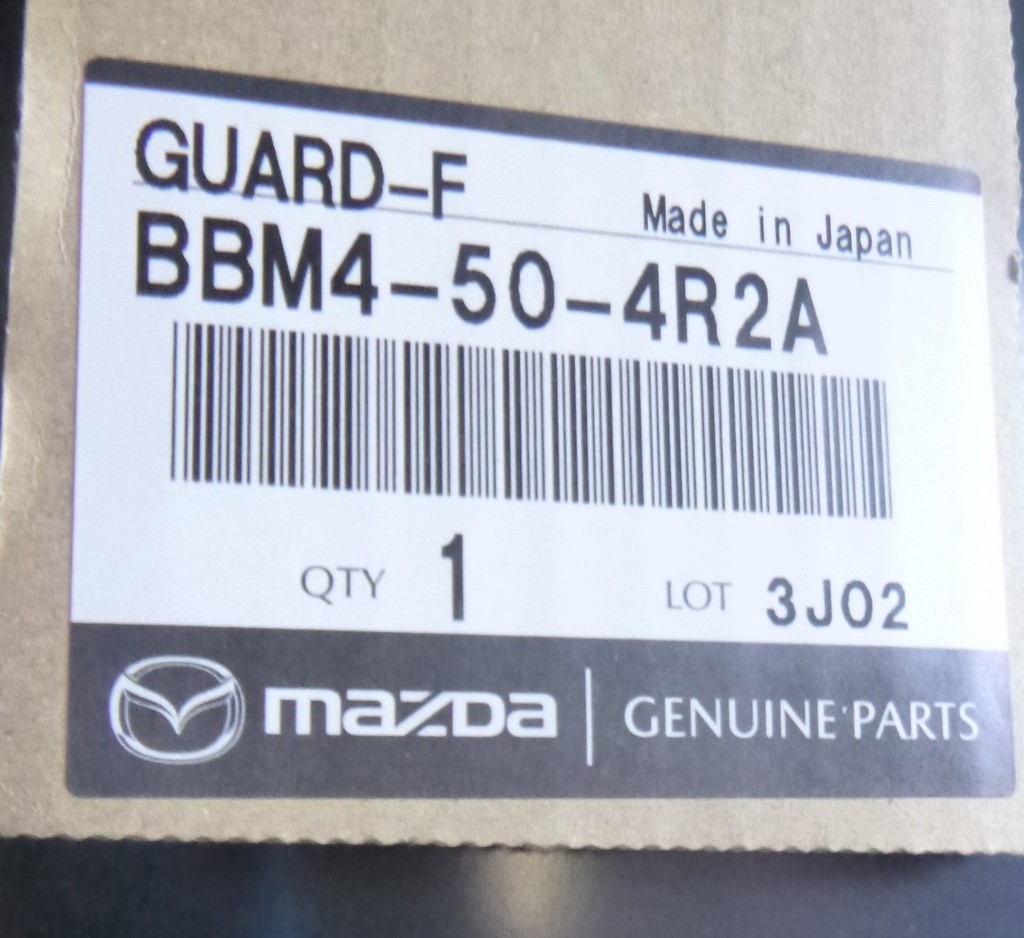 GUARD-F
Made in Japan
BBM4-50-4R2A
QTY 1 LOT 3J02
mazda GENUINE PARTS